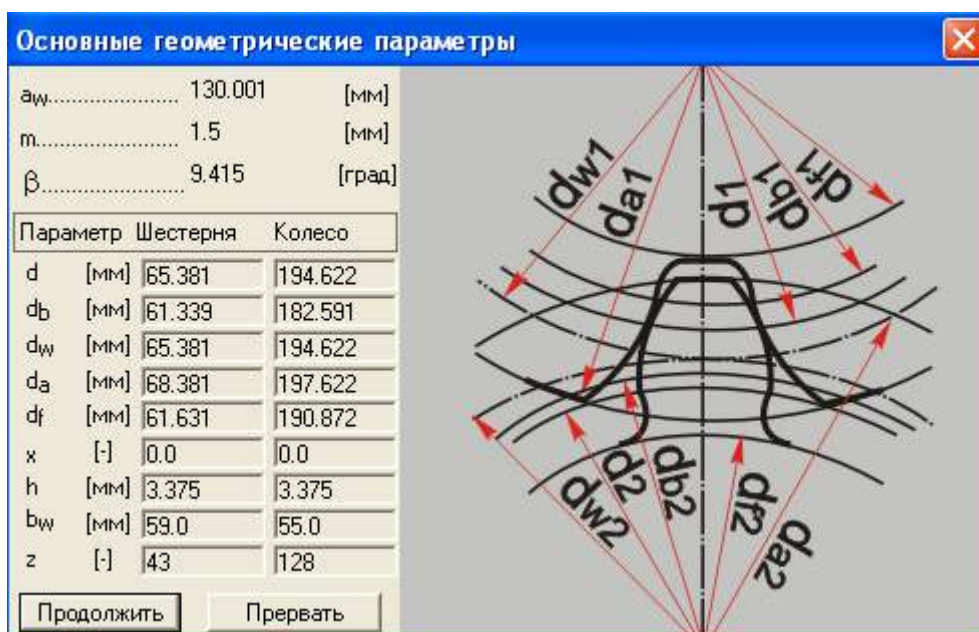 Основные геометрические параметры
aw...................... 130.001 [мм]
m...................... 1.5 [мм]
β...................... 9.415 [град]
Параметр Шестерня Колесо
d [мм] 65.381 194.622
db [мм] 61.339 182.591
dw [мм] 65.381 194.622
da [мм] 68.381 197.622
df [мм] 61.631 190.872
x [-] 0.0 0.0
h [мм] 3.375 3.375
bw [мм] 59.0 55.0
z [-] 43 128
Продолжить Прервать
dw1
da1
d1
db1
df1
dw2
d2
db2
df2
da2